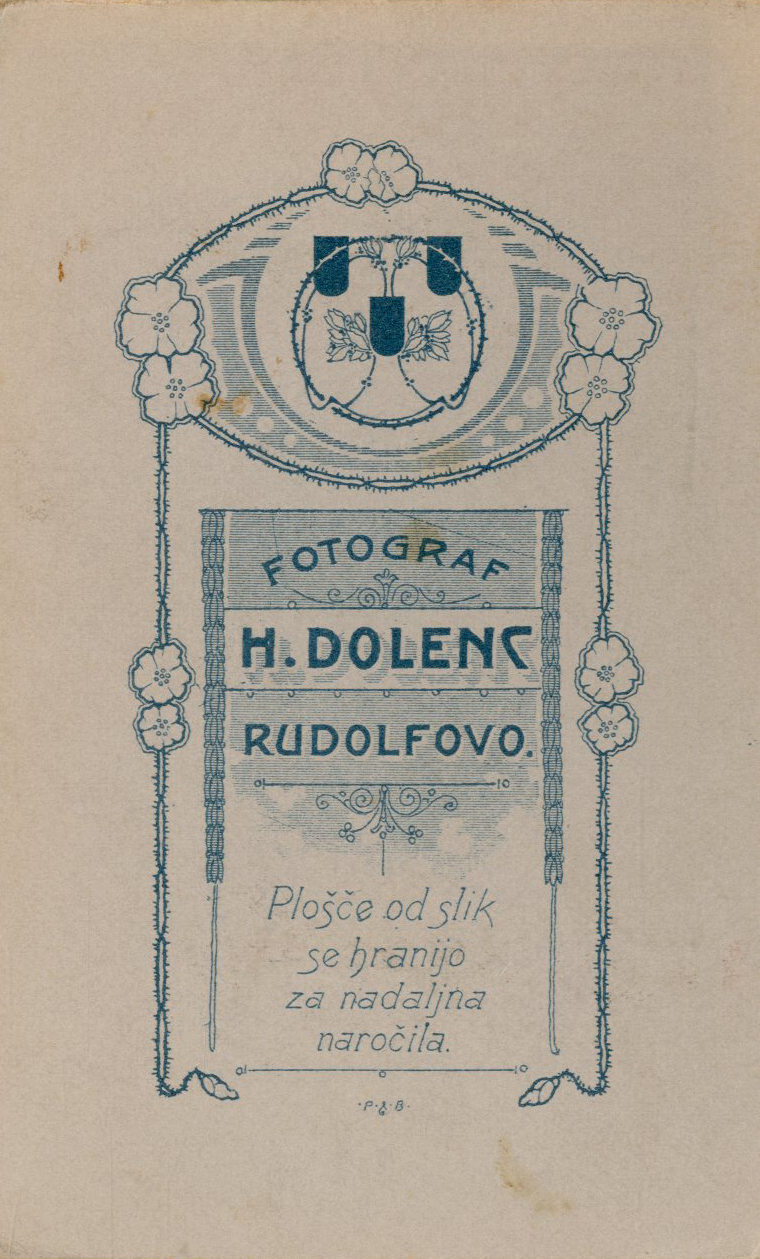 FOTOGRAF
H. DOLENC
RUDOLFOVO.
Plošče od slik
se hranijo
za nadaljna
naročila.
·P·&·B·